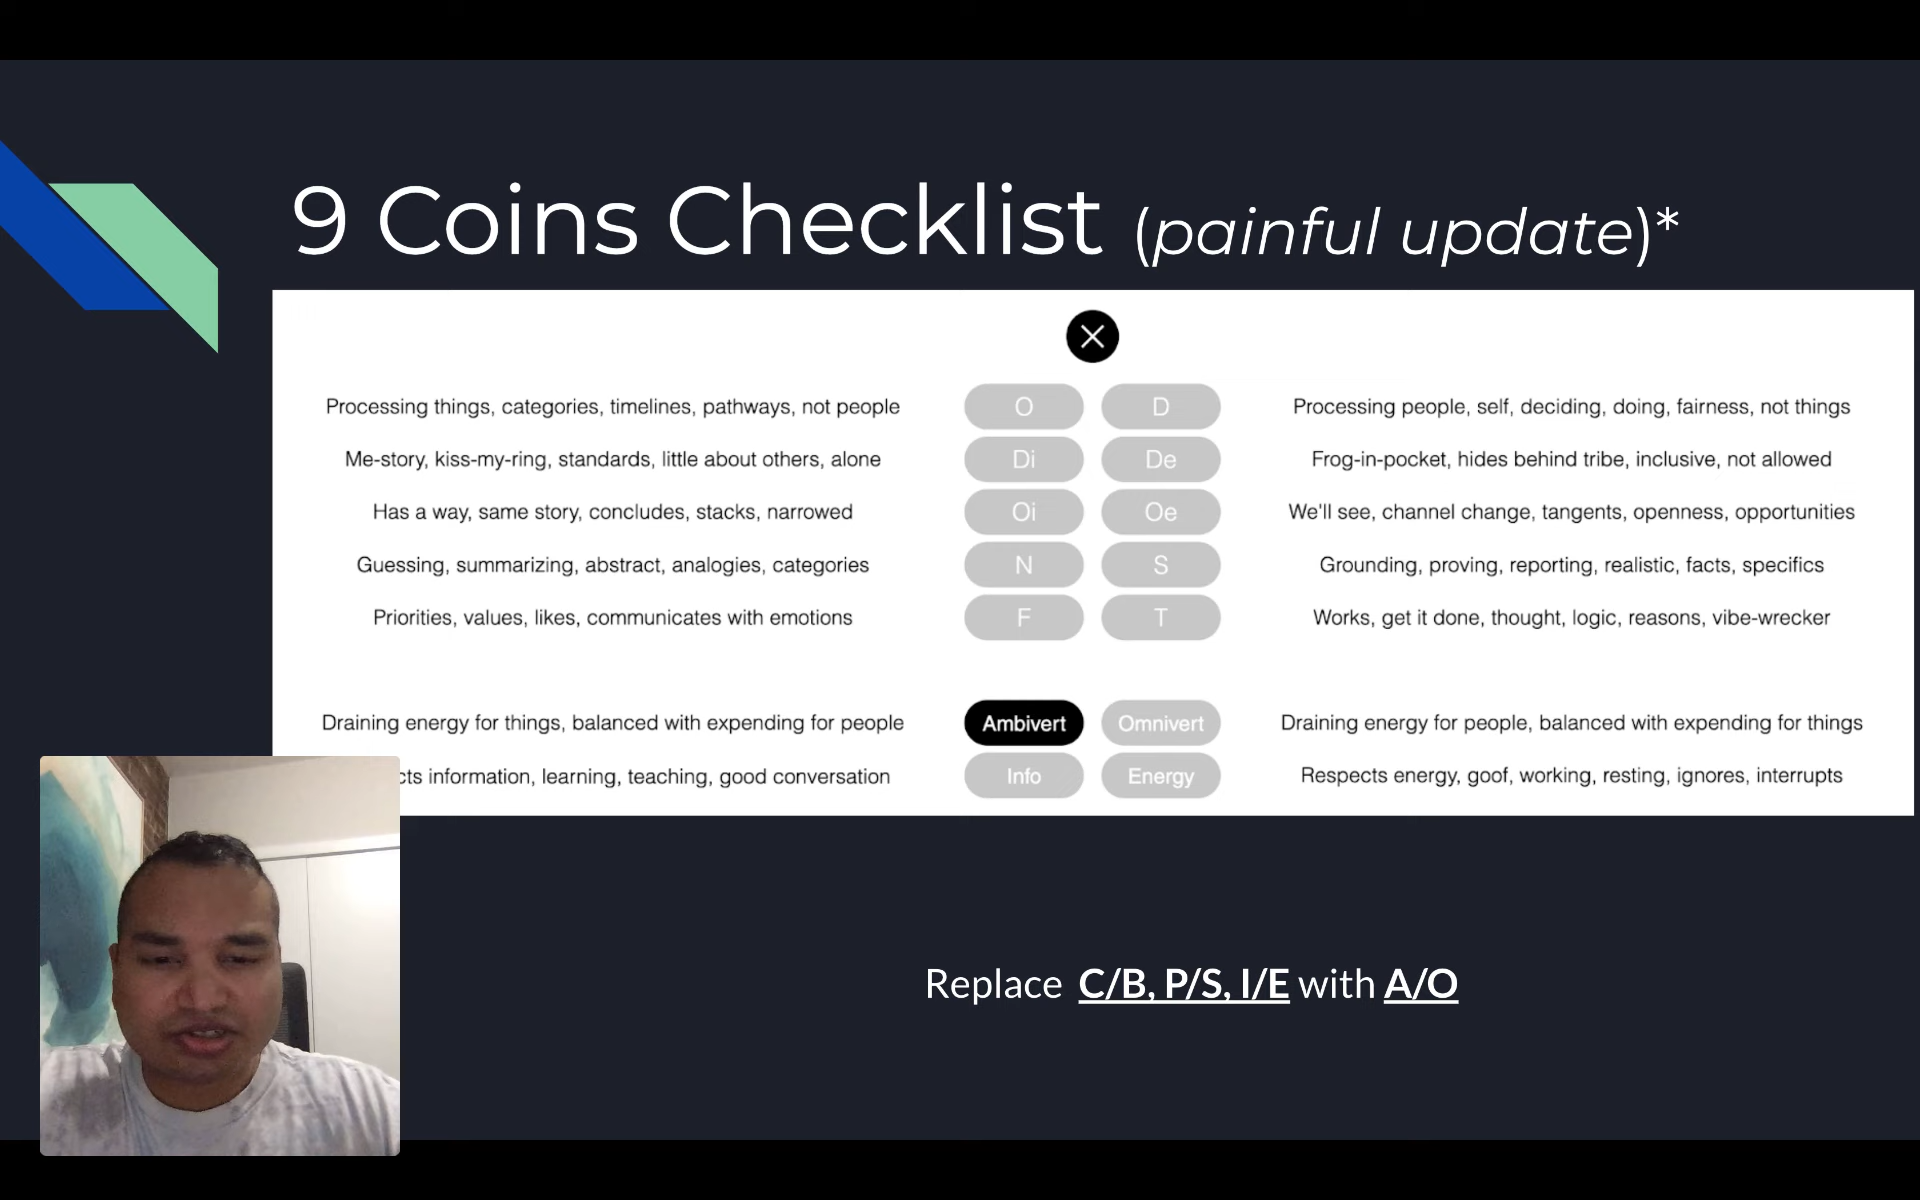 9 Coins Checklist (painful update)*
Processing things, categories, timelines, pathways, not people O D Processing people, self, deciding, doing, fairness, not things
Me-story, kiss-my-ring, standards, little about others, alone Di De Frog-in-pocket, hides behind tribe, inclusive, not allowed
Has a way, same story, concludes, stacks, narrowed Oi Oe We'll see, channel change, tangents, openness, opportunities
Guessing, summarizing, abstract, analogies, categories N S Grounding, proving, reporting, realistic, facts, specifics
Priorities, values, likes, communicates with emotions F T Works, get it done, thought, logic, reasons, vibe-wrecker
Draining energy for things, balanced with expending for people Ambivert Omnivert Draining energy for people, balanced with expending for things
information, learning, teaching, good conversation Info Energy Respects energy, goof, working, resting, ignores, interrupts
Replace C/B, P/S, I/E with A/O